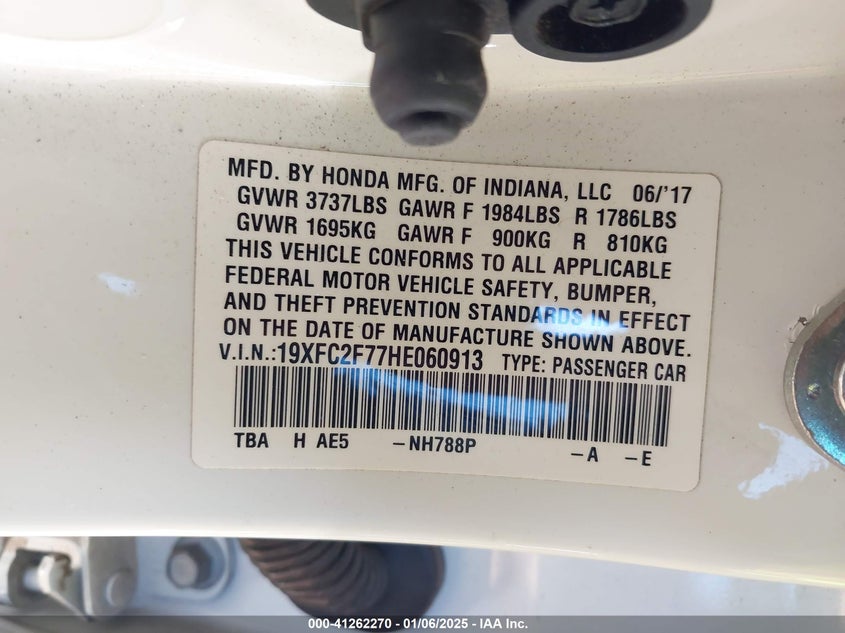 MFD. BY HONDA MFG. OF INDIANA, LLC 06/'17
GVWR 3737LBS GAWR F 1984LBS R 1786LBS
GVWR 1695KG GAWR F 900KG R 810KG
THIS VEHICLE CONFORMS TO ALL APPLICABLE
FEDERAL MOTOR VEHICLE SAFETY, BUMPER,
AND THEFT PREVENTION STANDARDS IN EFFECT
ON THE DATE OF MANUFACTURE SHOWN ABOVE.
V.I.N.:19XFC2F77HE060913 TYPE: PASSENGER CAR
TBA H AE5 -NH788P -A -E
000-41262270 - 01/06/2025 - IAA Inc.